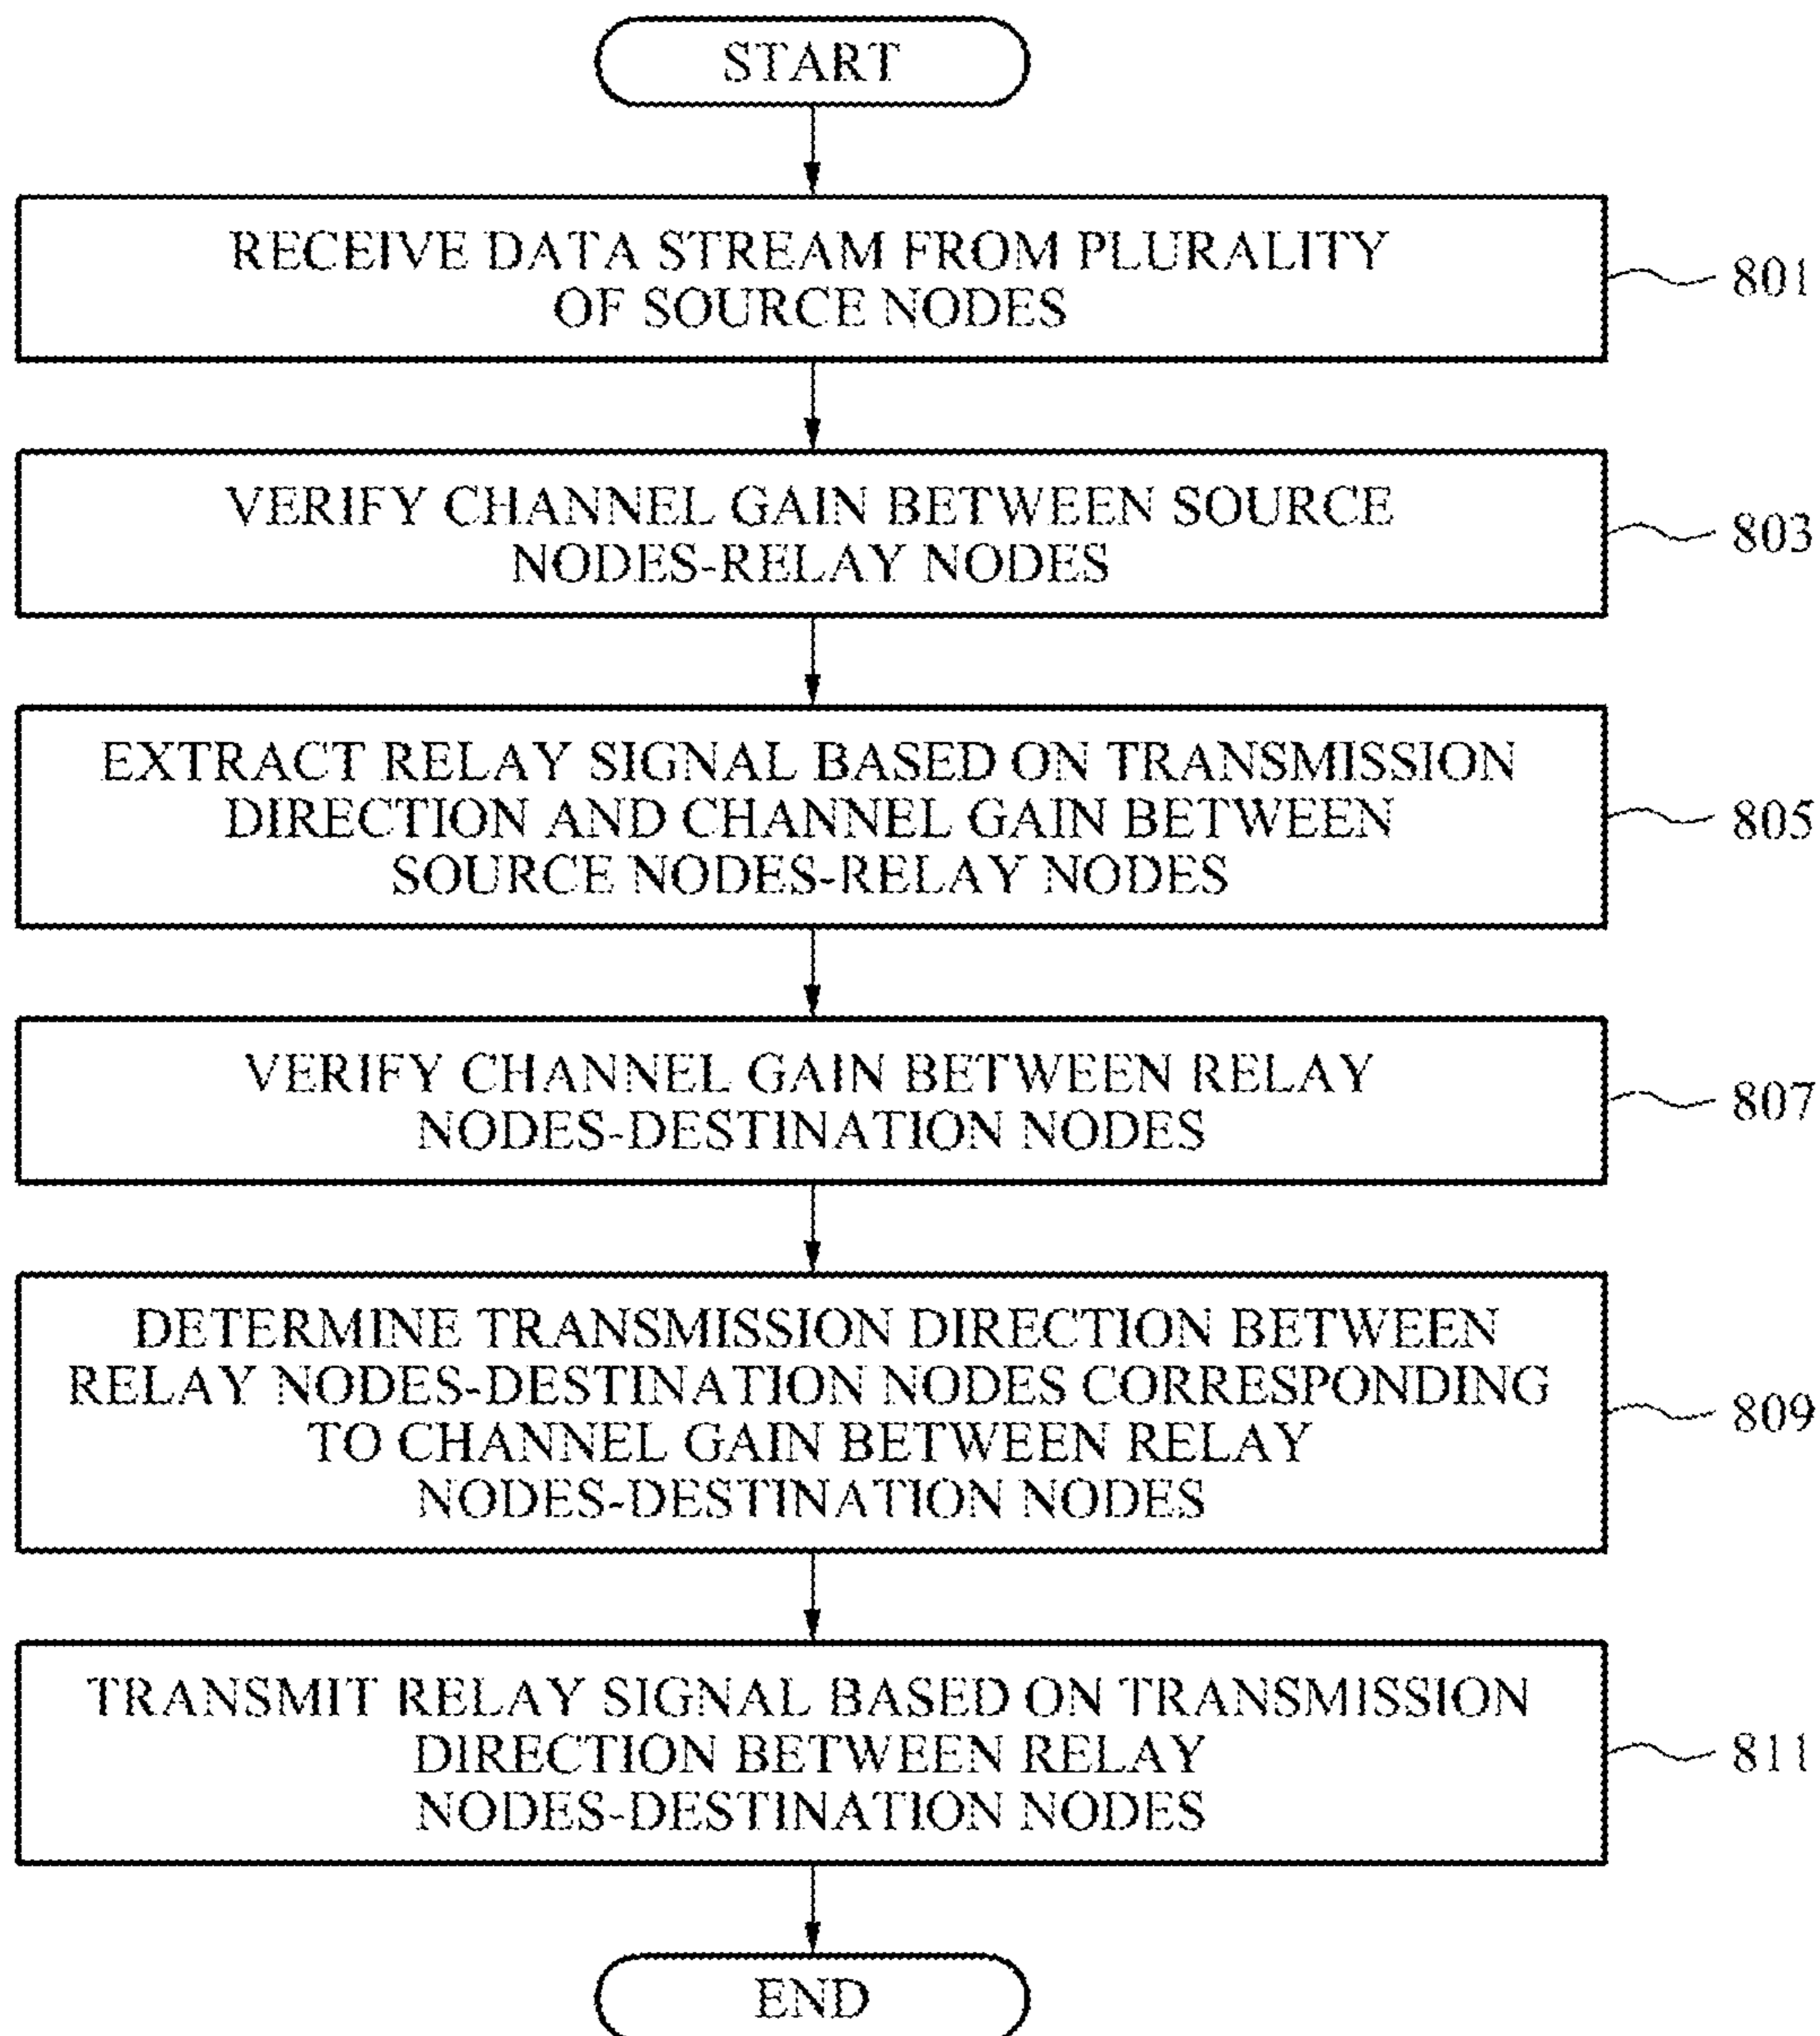 START
RECEIVE DATA STREAM FROM PLURALITY
OF SOURCE NODES
801
VERIFY CHANNEL GAIN BETWEEN SOURCE
NODES-RELAY NODES
803
EXTRACT RELAY SIGNAL BASED ON TRANSMISSION
DIRECTION AND CHANNEL GAIN BETWEEN
SOURCE NODES-RELAY NODES
805
VERIFY CHANNEL GAIN BETWEEN RELAY
NODES-DESTINATION NODES
807
DETERMINE TRANSMISSION DIRECTION BETWEEN
RELAY NODES-DESTINATION NODES CORRESPONDING
TO CHANNEL GAIN BETWEEN RELAY
NODES-DESTINATION NODES
809
TRANSMIT RELAY SIGNAL BASED ON TRANSMISSION
DIRECTION BETWEEN RELAY
NODES-DESTINATION NODES
811
END